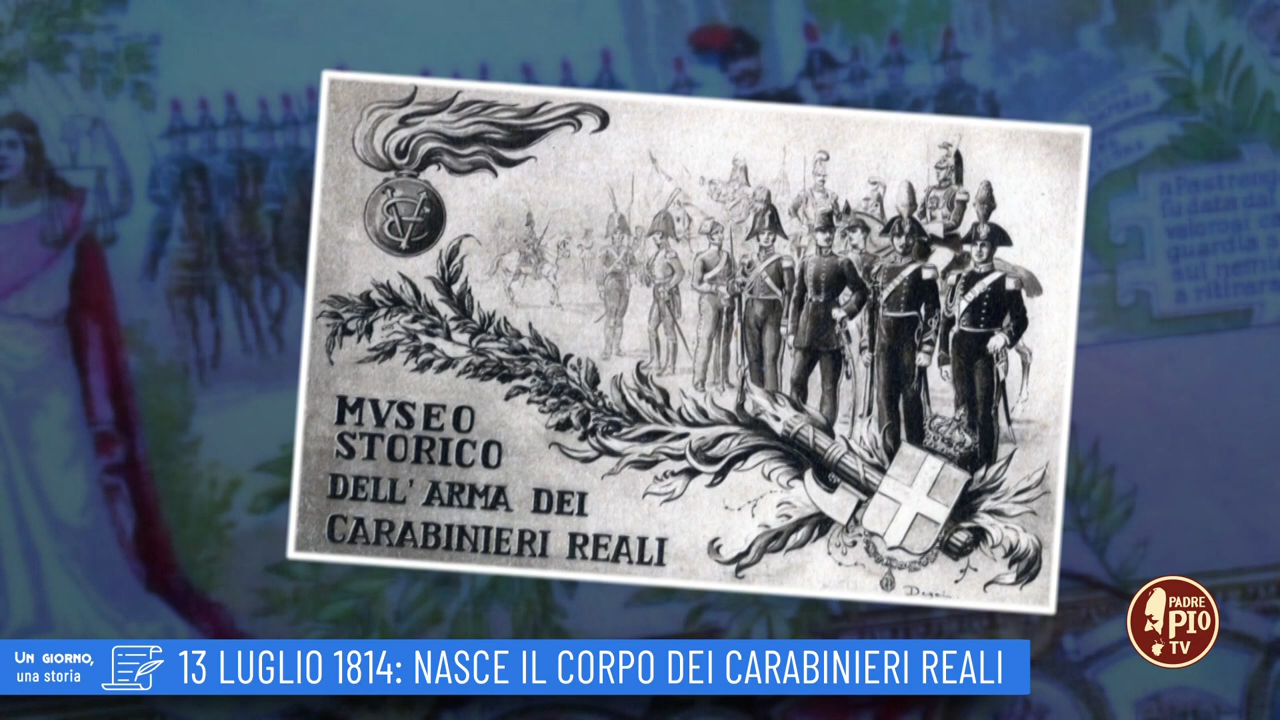 MVSEO
STORICO
DELL' ARMA DEI
CARABINIERI REALI
UN GIORNO,
una storia
13 LUGLIO 1814: NASCE IL CORPO DEI CARABINIERI REALI
PADRE
PIO
TV